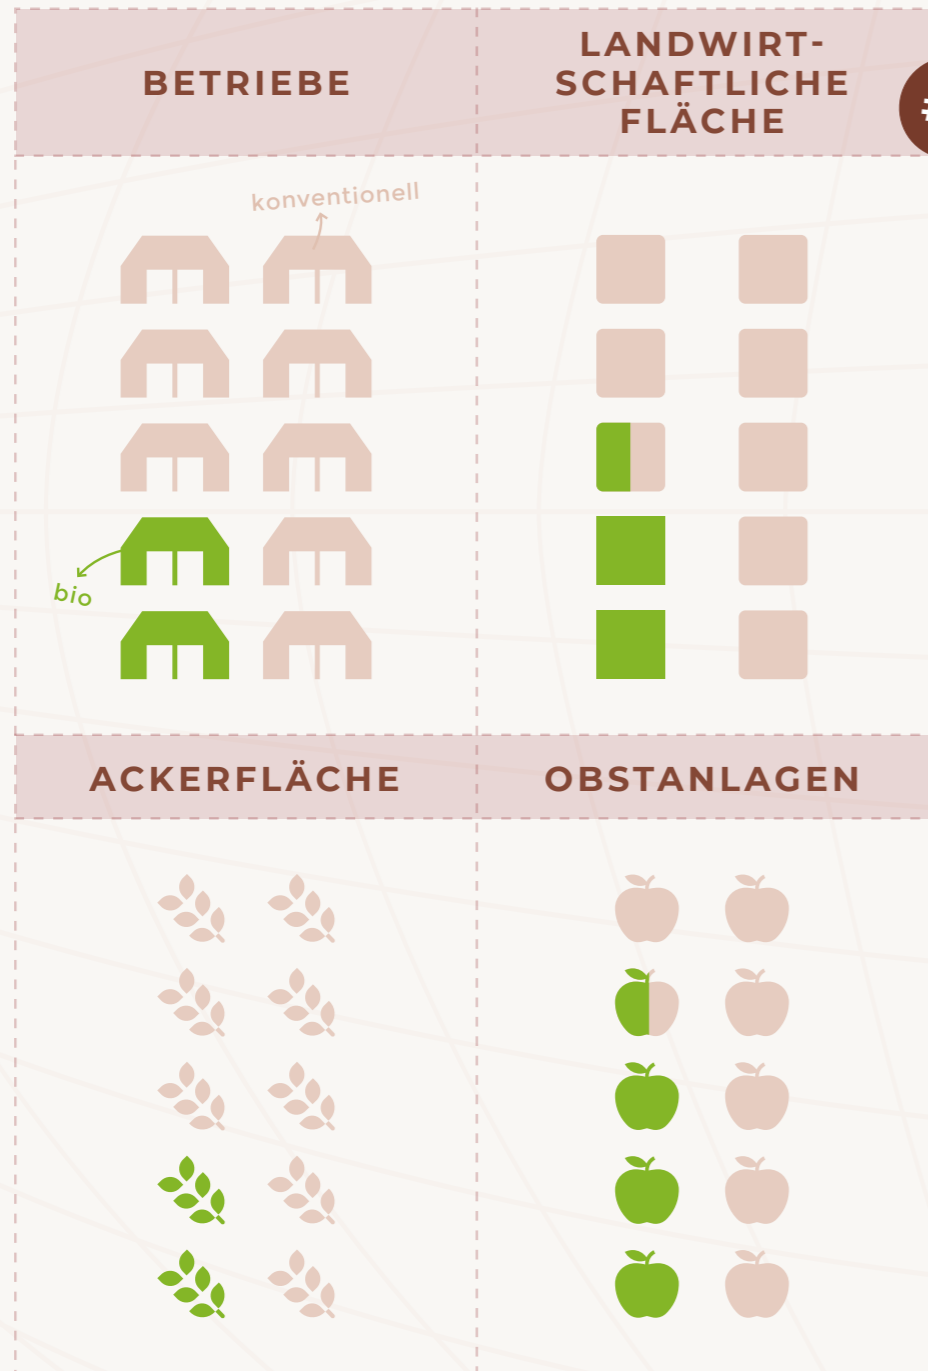 BETRIEBE
LANDWIRT-
SCHAFTLICHE
FLÄCHE
konventionell
bio
ACKERFLÄCHE
OBSTANLAGEN